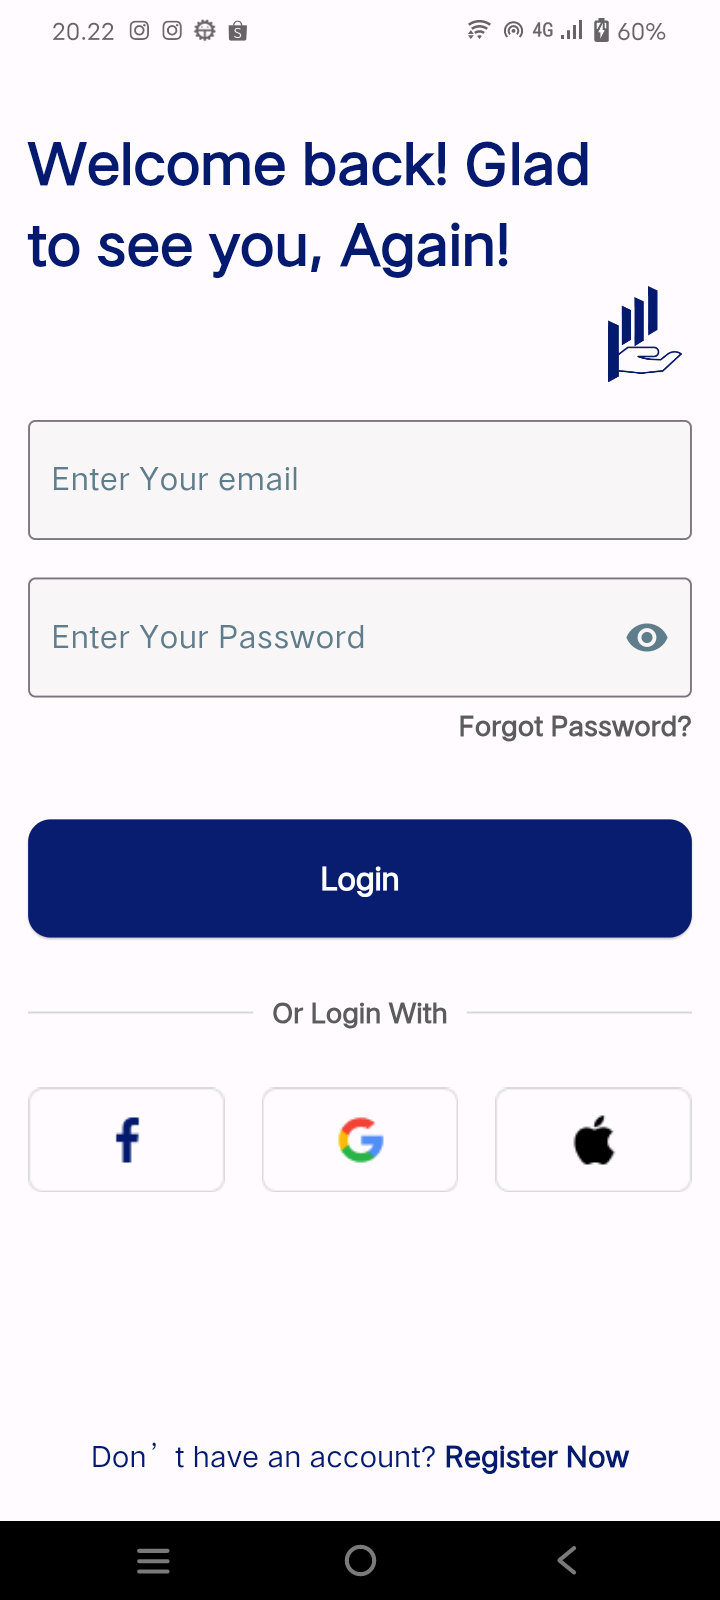 20.22 4G 60%
Welcome back! Glad
to see you, Again!
Enter Your email
Enter Your Password
Forgot Password?
Login
Or Login With
Don’t have an account? Register Now